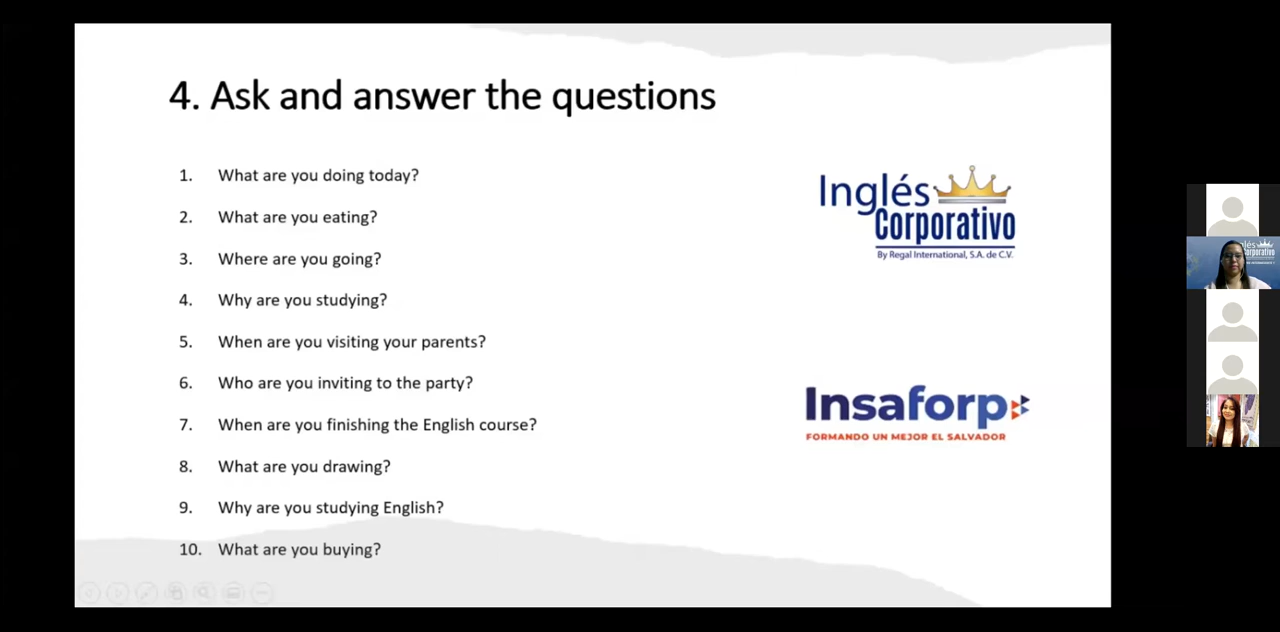 4. Ask and answer the questions
1. What are you doing today?
2. What are you eating?
3. Where are you going?
4. Why are you studying?
5. When are you visiting your parents?
6. Who are you inviting to the party?
7. When are you finishing the English course?
8. What are you drawing?
9. Why are you studying English?
10. What are you buying?
Inglés
Corporativo
By Regal International, S.A. de C.V.
Insaforp
FORMANDO UN MEJOR EL SALVADOR